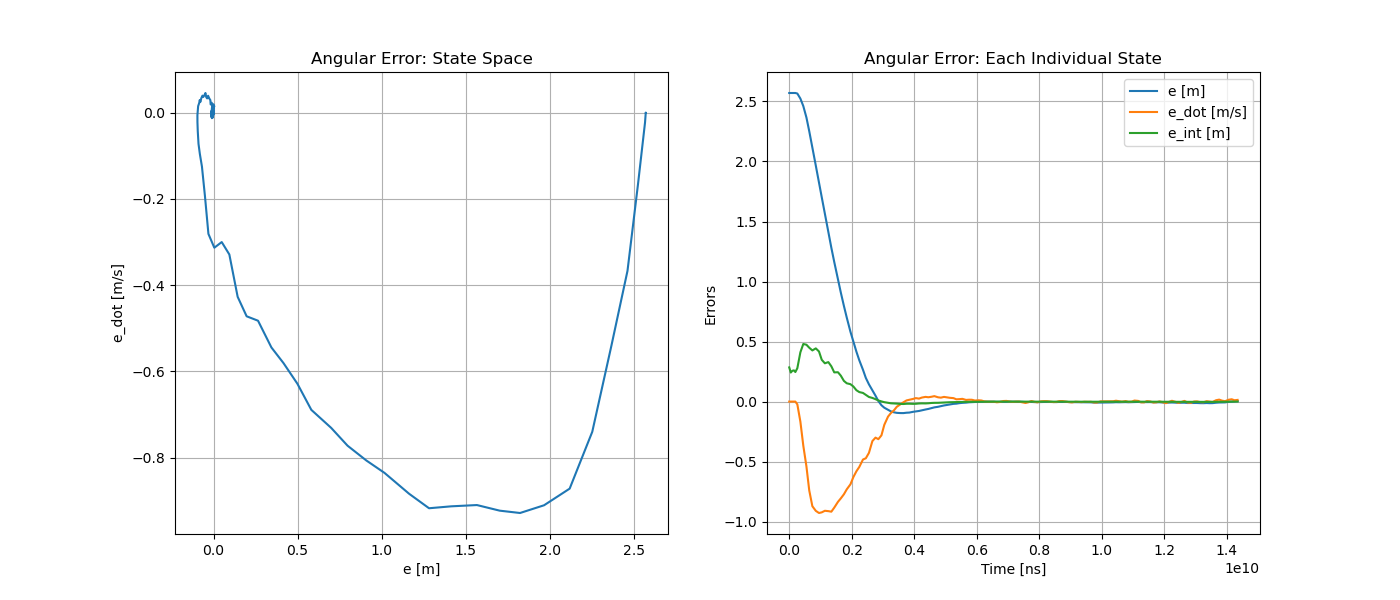 Angular Error: State Space
e_dot [m/s]
0.0
−0.2
−0.4
−0.6
−0.8
0.0 0.5 1.0 1.5 2.0 2.5
e [m]
Angular Error: Each Individual State
Errors
2.5
2.0
1.5
1.0
0.5
0.0
−0.5
−1.0
e [m]
e_dot [m/s]
e_int [m]
0.0 0.2 0.4 0.6 0.8 1.0 1.2 1.4
1e10
Time [ns]